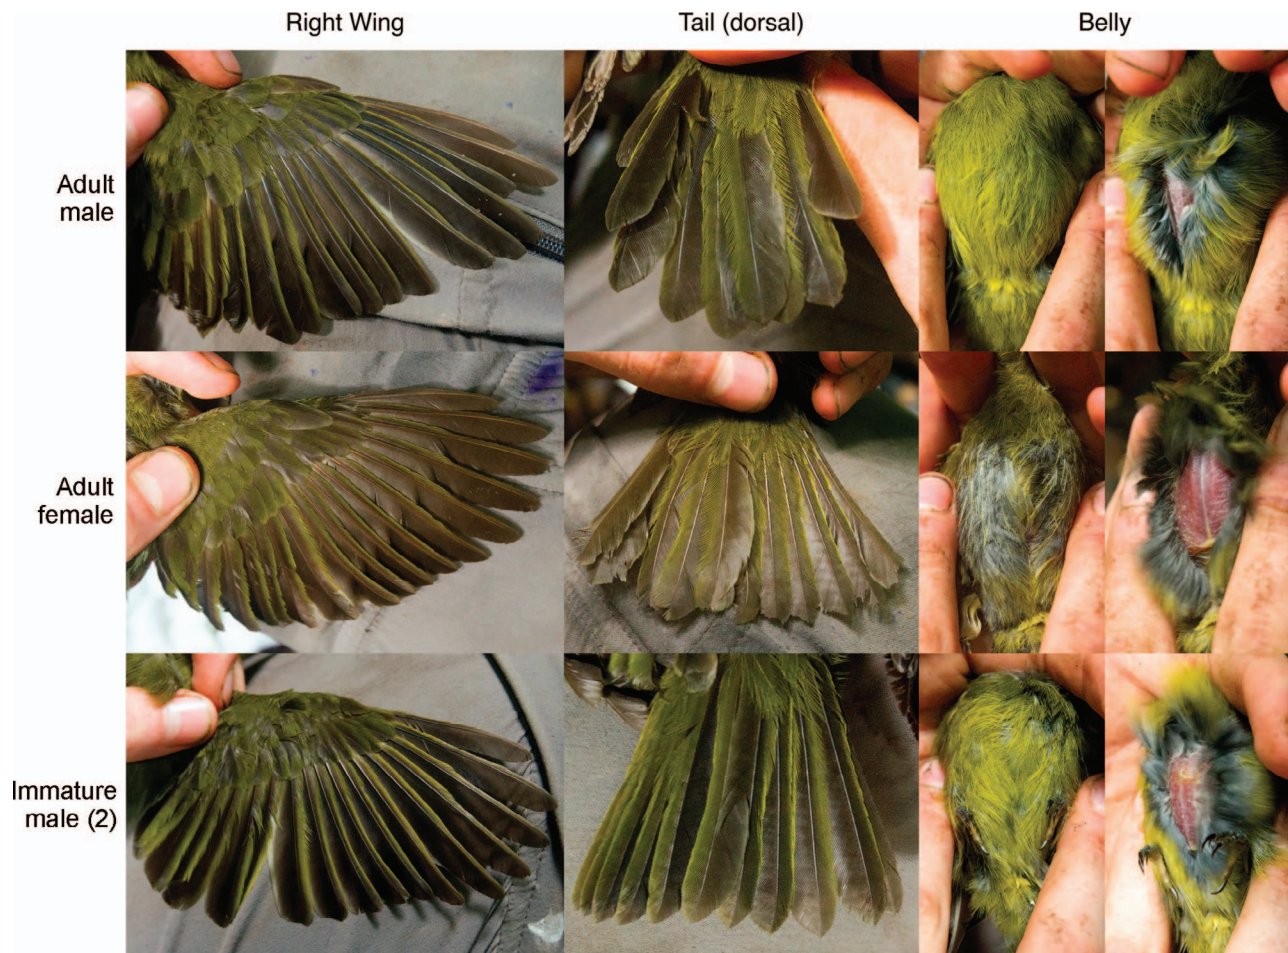 Right Wing
Tail (dorsal)
Belly
Adult
male
Adult
female
Immature
male (2)